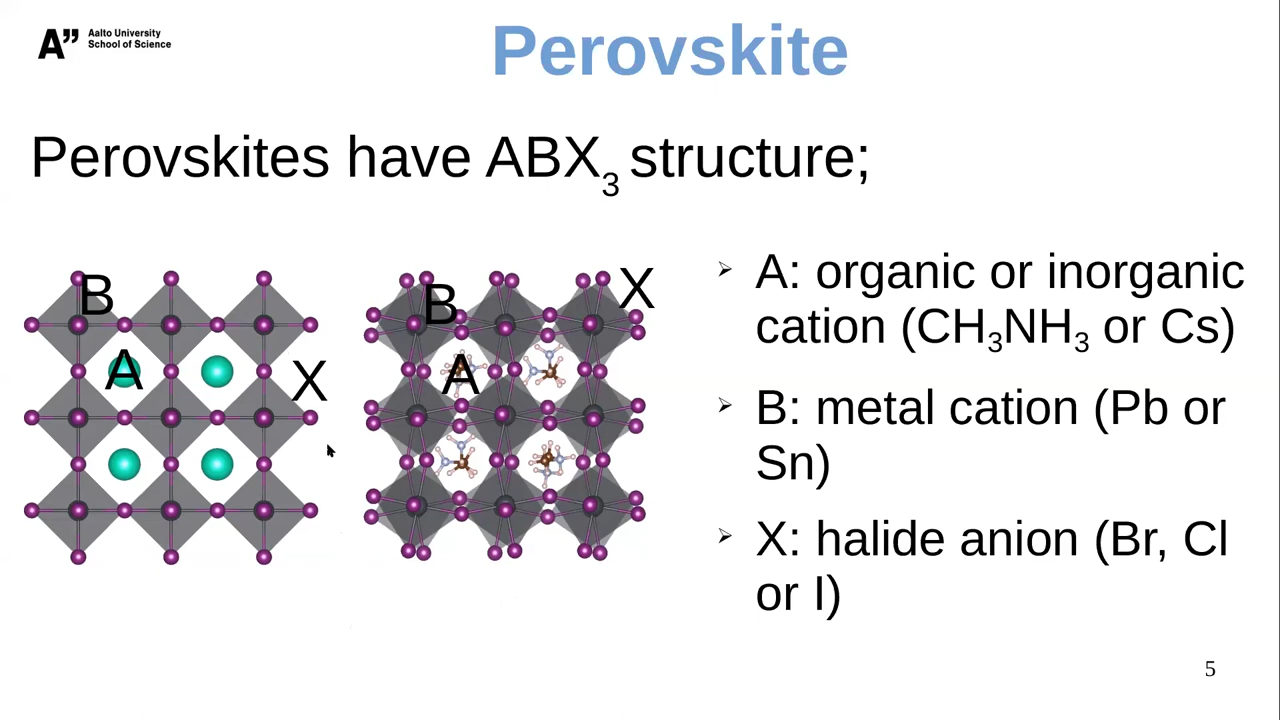 A”
Aalto University
School of Science
Perovskite
Perovskites have ABX₃ structure;
B
A
X
B
X
A
➢ A: organic or inorganic
cation (CH₃NH₃ or Cs)
➢ B: metal cation (Pb or
Sn)
➢ X: halide anion (Br, Cl
or I)
5